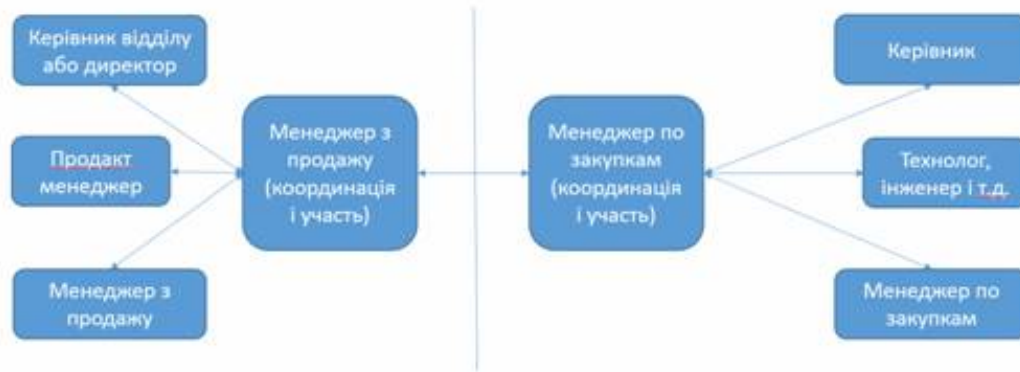 Керівник відділу
або директор
Продакт
менеджер
Менеджер з
продажу
Менеджер з
продажу
(координація
і участь)
Менеджер по
закупкам
(координація
і участь)
Керівник
Технолог,
інженер і т.д.
Менеджер по
закупкам